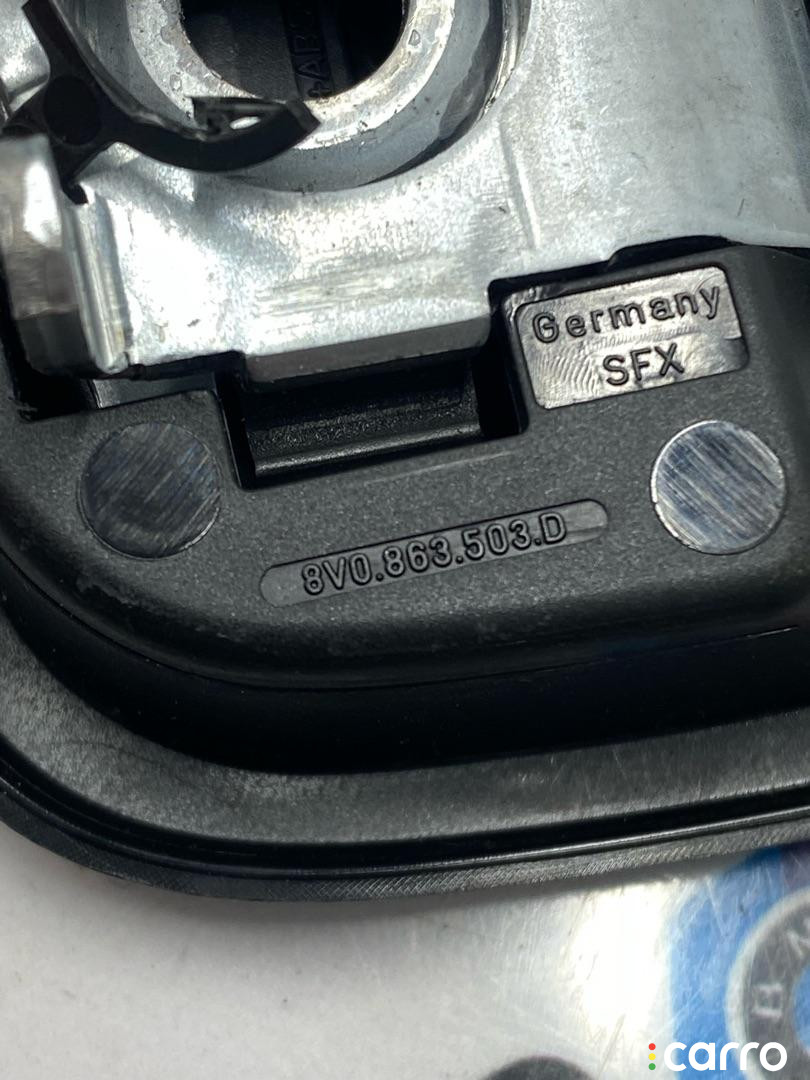 Germany
SFX
8V0.863.503.D
carro